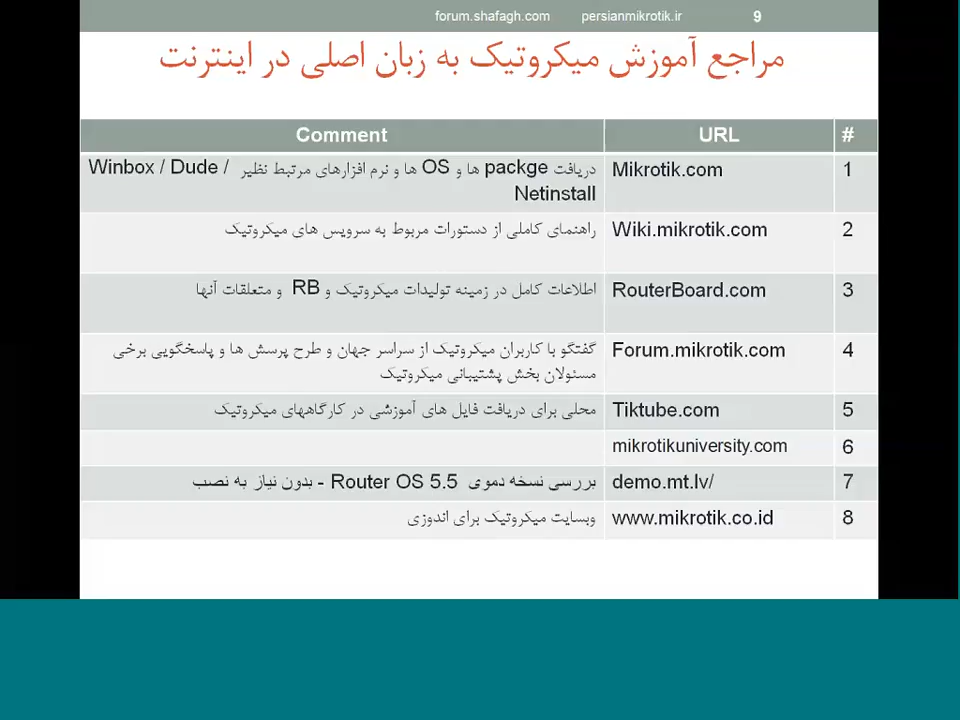 forum.shafagh.com persianmikrotik.ir 9
مراجع آموزش میکروتیک به زبان اصلی در اینترنت
# URL Comment
1 Mikrotik.com دریافت packge ها و OS ها و نرم افزارهای مرتبط نظیر Winbox / Dude /
Netinstall
2 Wiki.mikrotik.com راهنمای کاملی از دستورات مربوط به سرویس های میکروتیک
3 RouterBoard.com اطلاعات کامل در زمینه تولیدات میکروتیک و RB و متعلقات آنها
4 Forum.mikrotik.com گفتگو با کاربران میکروتیک از سراسر جهان و طرح پرسش ها و پاسخگویی برخی
مسئولان بخش پشتیبانی میکروتیک
5 Tiktube.com محلی برای دریافت فایل های آموزشی در کارگاههای میکروتیک
6 mikrotikuniversity.com
7 demo.mt.lv/ بررسی نسخه دموی Router OS 5.5 - بدون نیاز به نصب
8 www.mikrotik.co.id وبسایت میکروتیک برای اندوزی